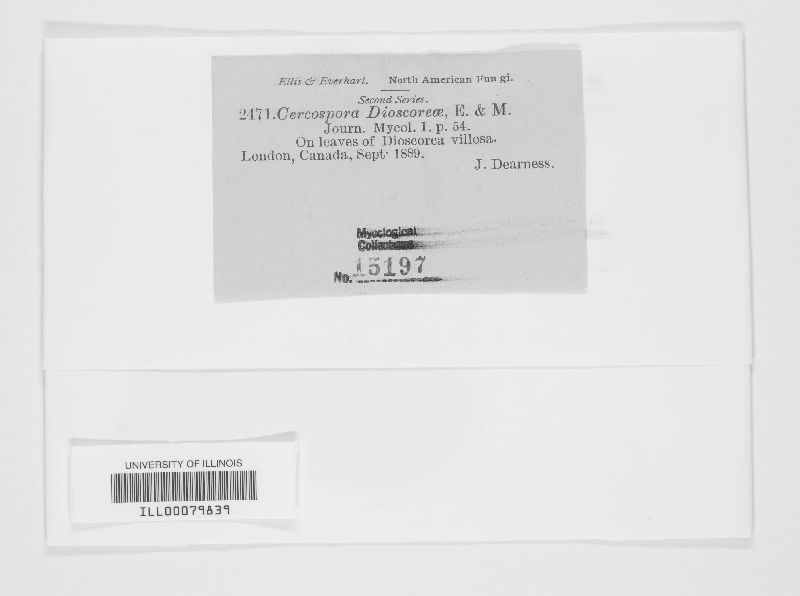 Ellis & Everhart. North American Fungi.
Second Series.
2471. Cercospora Dioscoreæ, E. & M.
Journ. Mycol. I. p. 54.
On leaves of Dioscorea villosa.
London, Canada, Sept. 1889.
J. Dearness.
Mycological
Collections
No. 15197
UNIVERSITY OF ILLINOIS
ILL00079839